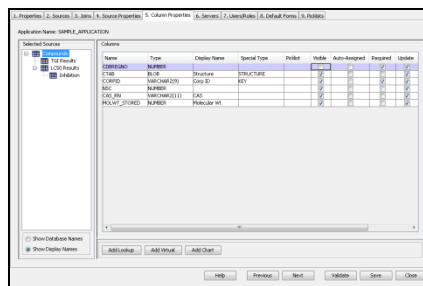 1. Properties 2. Sources 3. Joins 4. Source Properties 5. Column Properties 6. Servers 7. Users/Roles 8. Default Forms 9. Picklists
Application Name: SAMPLE_APPLICATION
Selected Sources
Compounds
TGI Results
LC50 Results
Inhibition
Show Database Names
Show Display Names
Columns
Name Type Display Name Special Type Picklist Visible Auto-Assigned Required Update
CDBREGNO NUMBER
CTAB BLOB Structure STRUCTURE
CORPID VARCHAR2(9) Corp ID KEY
NSC NUMBER
CAS_RN VARCHAR2(11) CAS
MOLWT_STORED NUMBER Molecular Wt
Add Lookup Add Virtual Add Chart
Help Previous Next Validate Save Close